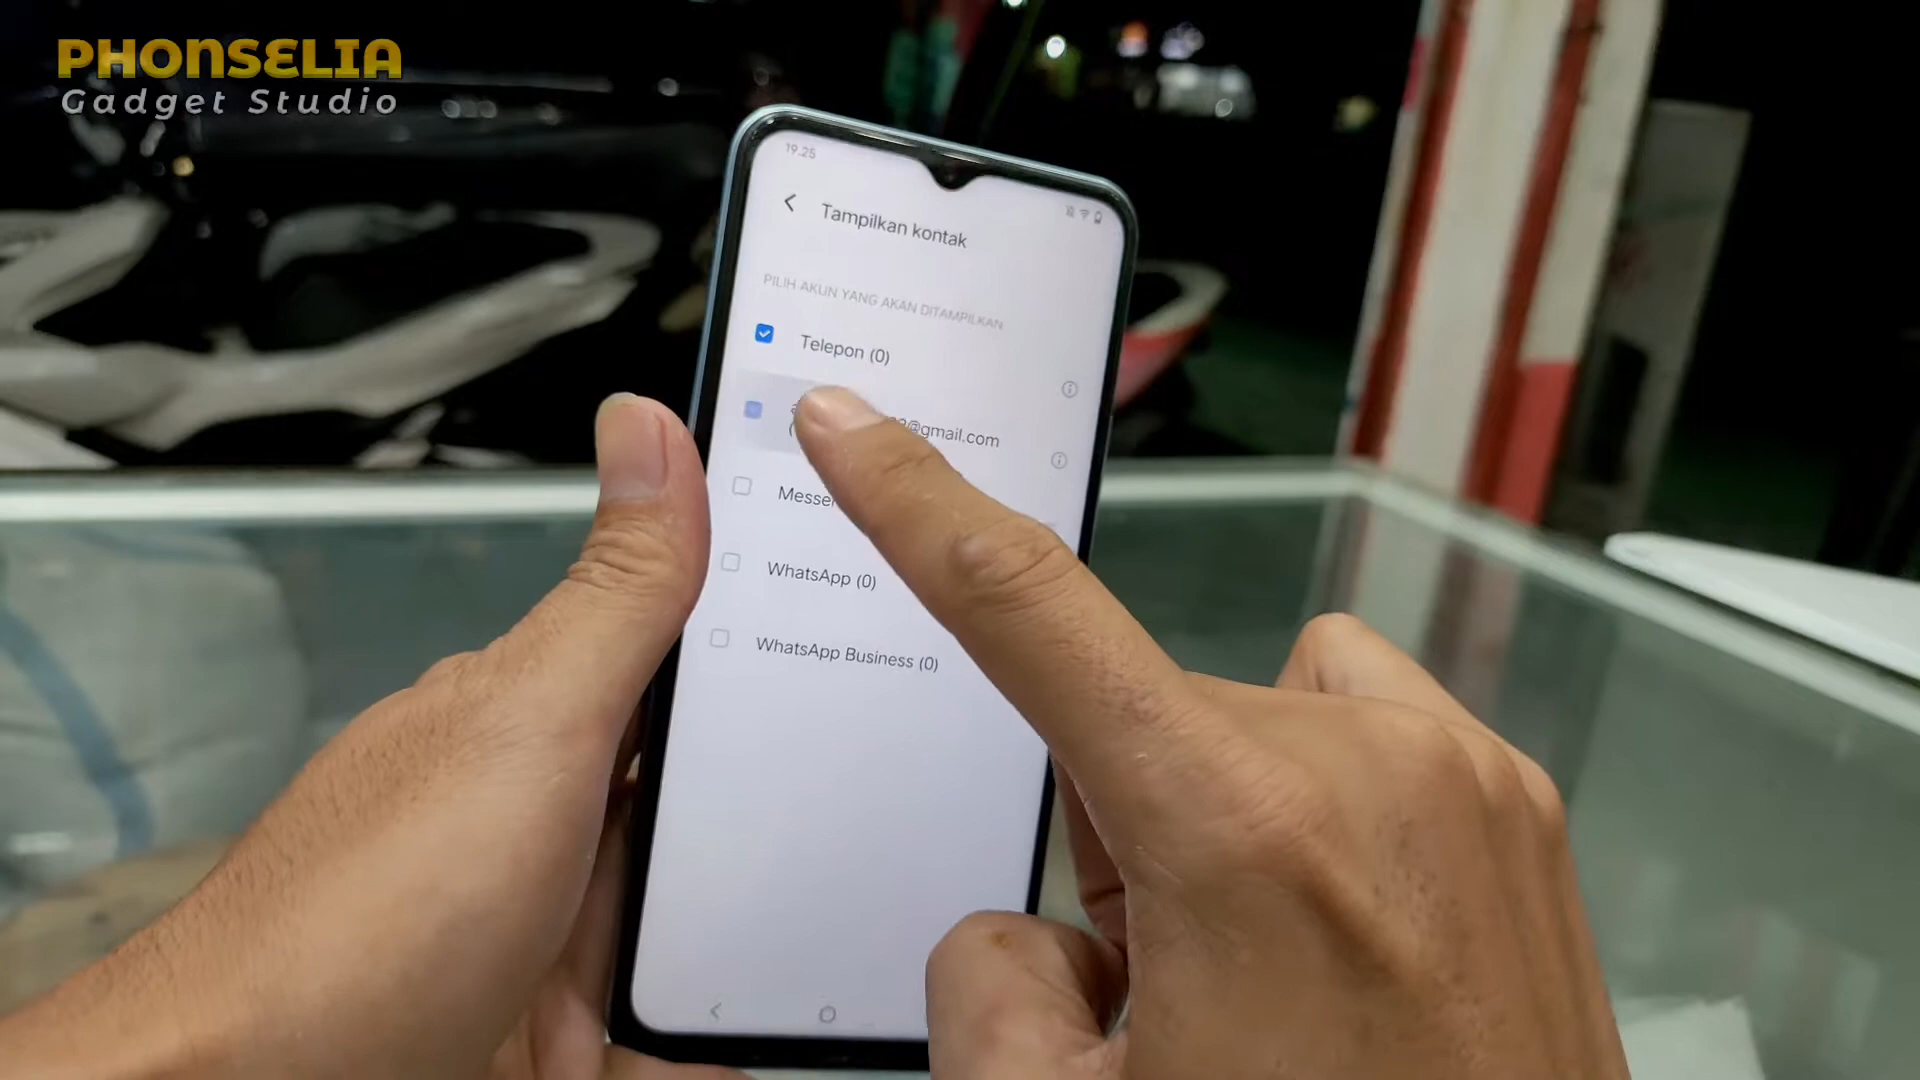 PHONSELIA
Gadget Studio
19.25
Tampilkan kontak
PILIH AKUN YANG AKAN DITAMPILKAN
Telepon (0)
@gmail.com
WhatsApp (0)
WhatsApp Business (0)